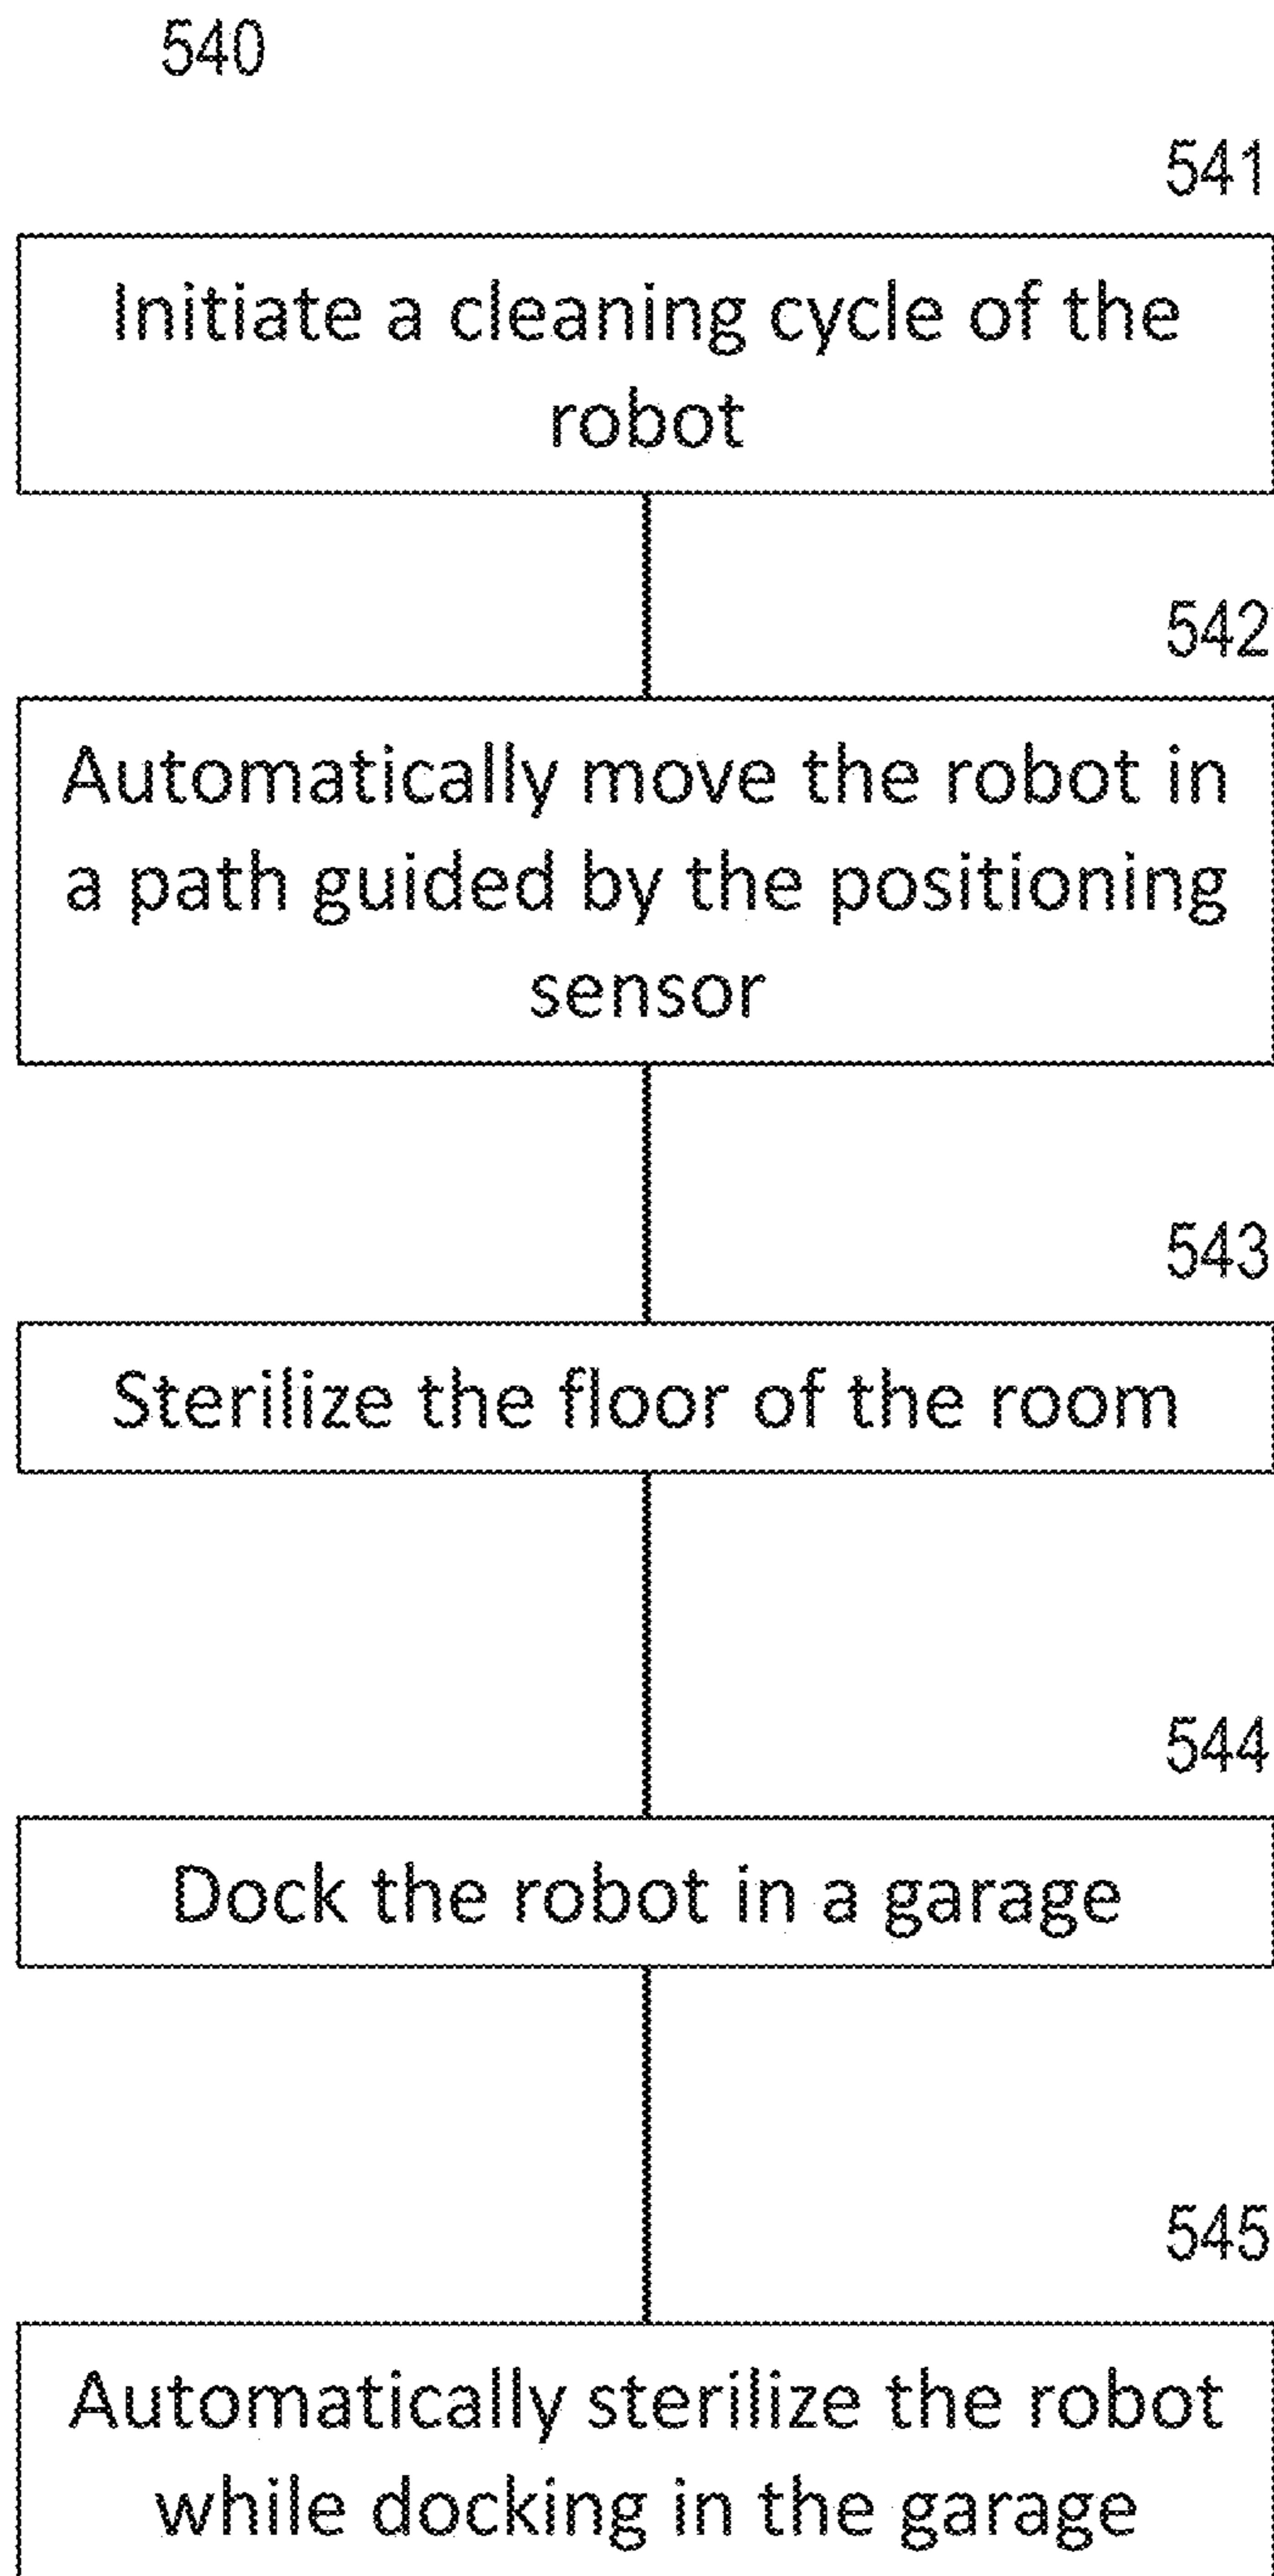 540
541
Initiate a cleaning cycle of the
robot
542
Automatically move the robot in
a path guided by the positioning
sensor
543
Sterilize the floor of the room
544
Dock the robot in a garage
545
Automatically sterilize the robot
while docking in the garage